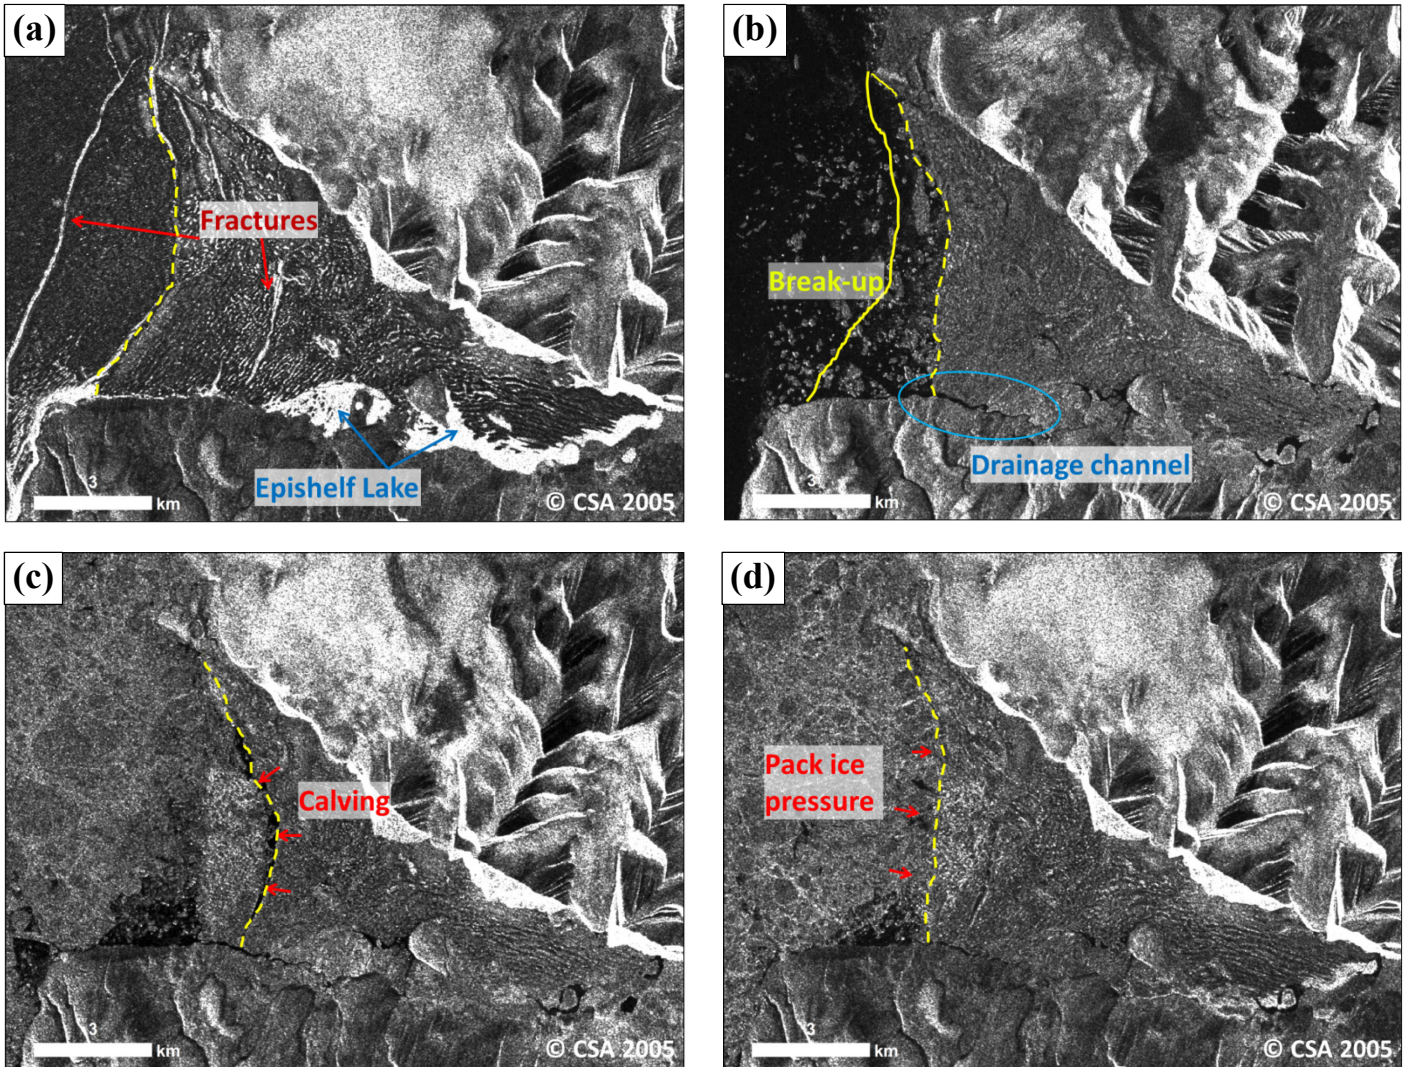 (a)
Fractures
Epishelf Lake
3
km
© CSA 2005
(b)
Break-up
Drainage channel
3
km
© CSA 2005
(c)
Calving
3
km
© CSA 2005
(d)
Pack ice
pressure
3
km
© CSA 2005